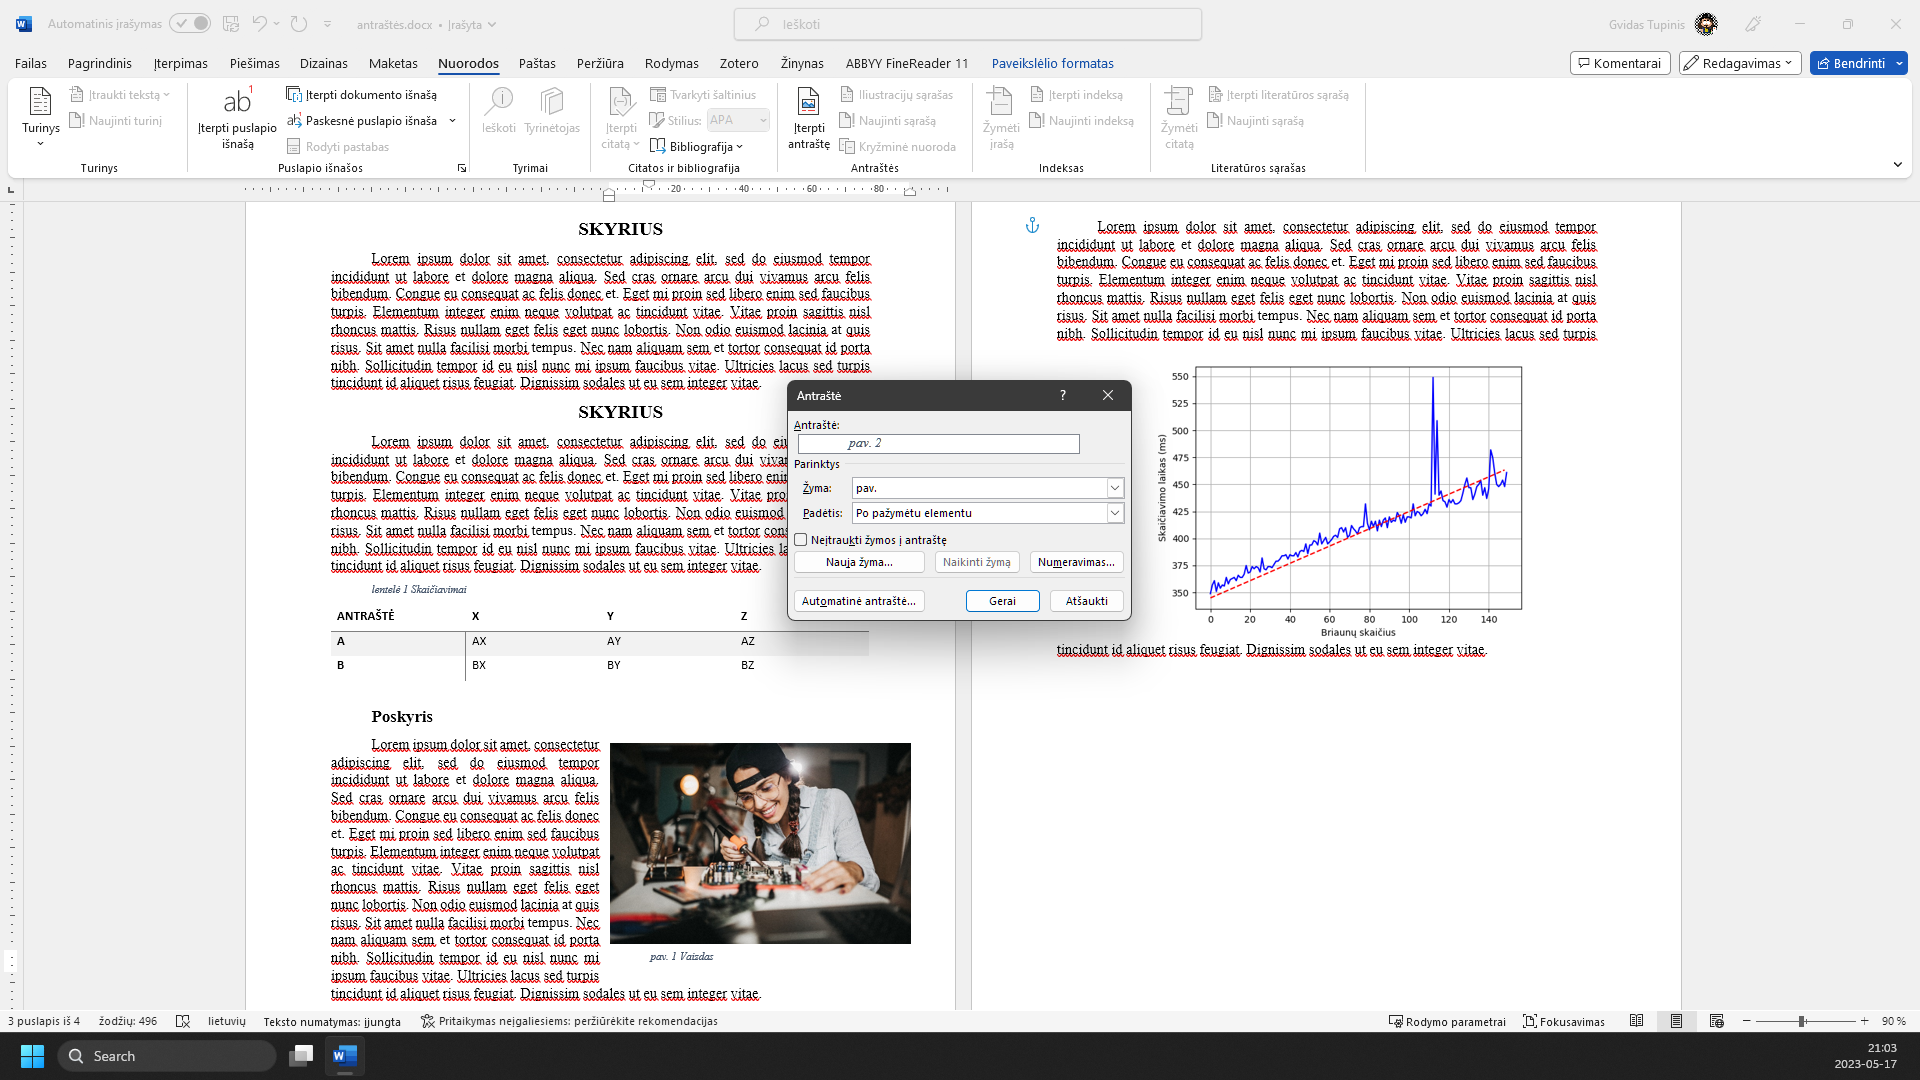 Automatinis įrašymas
antraštės.docx • Įrašyta
Ieškoti
Gvidas Tupinis
Failas Pagrindinis Įterpimas Piešimas Dizainas Maketas Nuorodos Paštas Peržiūra Rodymas Zotero Žinynas ABBYY FineReader 11 Paveikslėlio formatas
Komentarai Redagavimas Bendrinti
Turinys
Įtraukti tekstą
Naujinti turinį
Turinys
Įterpti puslapio išnašą
Įterpti dokumento išnašą
Paskesnė puslapio išnaša
Rodyti pastabas
Puslapio išnašos
Ieškoti
Tyrinėtojas
Tyrimai
Įterpti citatą
Tvarkyti šaltinius
Stilius: APA
Bibliografija
Citatos ir bibliografija
Įterpti antraštę
Iliustracijų sąrašas
Naujinti sąrašą
Kryžminė nuoroda
Antraštės
Žymėti įrašą
Įterpti indeksą
Naujinti indeksą
Indeksas
Žymėti citatą
Įterpti literatūros sąrašą
Naujinti sąrašą
Literatūros sąrašas
20 40 60 80
SKYRIUS
Lorem ipsum dolor sit amet, consectetur adipiscing elit, sed do eiusmod tempor
incididunt ut labore et dolore magna aliqua. Sed cras ornare arcu dui vivamus arcu felis
bibendum. Congue eu consequat ac felis donec et. Eget mi proin sed libero enim sed faucibus
turpis. Elementum integer enim neque volutpat ac tincidunt vitae. Vitae proin sagittis nisl
rhoncus mattis. Risus nullam eget felis eget nunc lobortis. Non odio euismod lacinia at quis
risus. Sit amet nulla facilisi morbi tempus. Nec nam aliquam sem et tortor consequat id porta
nibh. Sollicitudin tempor id eu nisl nunc mi ipsum faucibus vitae. Ultricies lacus sed turpis
tincidunt id aliquet risus feugiat. Dignissim sodales ut eu sem integer vitae.
SKYRIUS
Lorem ipsum dolor sit amet, consectetur adipiscing elit, sed do
incididunt ut labore et dolore magna aliqua. Sed cras ornare arcu dui
bibendum. Congue eu consequat ac felis donec et. Eget mi proin sed libero enim
turpis. Elementum integer enim neque volutpat ac tincidunt vitae. Vitae
rhoncus mattis. Risus nullam eget felis eget nunc lobortis. Non odio euismod
risus. Sit amet nulla facilisi morbi tempus. Nec nam aliquam sem et tortor
nibh. Sollicitudin tempor id eu nisl nunc mi ipsum faucibus vitae. Ultricies
tincidunt id aliquet risus feugiat. Dignissim sodales ut eu sem integer vitae.
lentelė 1 Skaičiavimai
ANTRAŠTĖ X Y Z
A AX AY AZ
B BX BY BZ
Poskyris
Lorem ipsum dolor sit amet, consectetur
adipiscing elit, sed do eiusmod tempor
incididunt ut labore et dolore magna aliqua.
Sed cras ornare arcu dui vivamus arcu felis
bibendum. Congue eu consequat ac felis donec
et. Eget mi proin sed libero enim sed faucibus
turpis. Elementum integer enim neque volutpat
ac tincidunt vitae. Vitae proin sagittis nisl
rhoncus mattis. Risus nullam eget felis eget
nunc lobortis. Non odio euismod lacinia at quis
risus. Sit amet nulla facilisi morbi tempus. Nec
nam aliquam sem et tortor consequat id porta
nibh. Sollicitudin tempor id eu nisl nunc mi
ipsum faucibus vitae. Ultricies lacus sed turpis
tincidunt id aliquet risus feugiat. Dignissim sodales ut eu sem integer vitae.
pav. 1 Vaizdas
Lorem ipsum dolor sit amet, consectetur adipiscing elit, sed do eiusmod tempor
incididunt ut labore et dolore magna aliqua. Sed cras ornare arcu dui vivamus arcu felis
bibendum. Congue eu consequat ac felis donec et. Eget mi proin sed libero enim sed faucibus
turpis. Elementum integer enim neque volutpat ac tincidunt vitae. Vitae proin sagittis nisl
rhoncus mattis. Risus nullam eget felis eget nunc lobortis. Non odio euismod lacinia at quis
risus. Sit amet nulla facilisi morbi tempus. Nec nam aliquam sem et tortor consequat id porta
nibh. Sollicitudin tempor id eu nisl nunc mi ipsum faucibus vitae. Ultricies lacus sed turpis
550
525
500
475
450
425
400
375
350
Skaičiavimo laikas (ms)
0 20 40 60 80 100 120 140
Briaunų skaičius
tincidunt id aliquet risus feugiat. Dignissim sodales ut eu sem integer vitae.
Antraštė ?
Antraštė:
pav. 2
Parinktys
Žyma: pav.
Padėtis: Po pažymėtu elementu
Neįtraukti žymos į antraštę
Nauja žyma... Naikinti žymą Numeravimas...
Automatinė antraštė... Gerai Atšaukti
3 puslapis iš 4 žodžių: 496 lietuvių Teksto numatymas: įjungta Pritaikymas neįgaliesiems: peržiūrėkite rekomendacijas Rodymo parametrai Fokusavimas 90 %
Search
21:03
2023-05-17